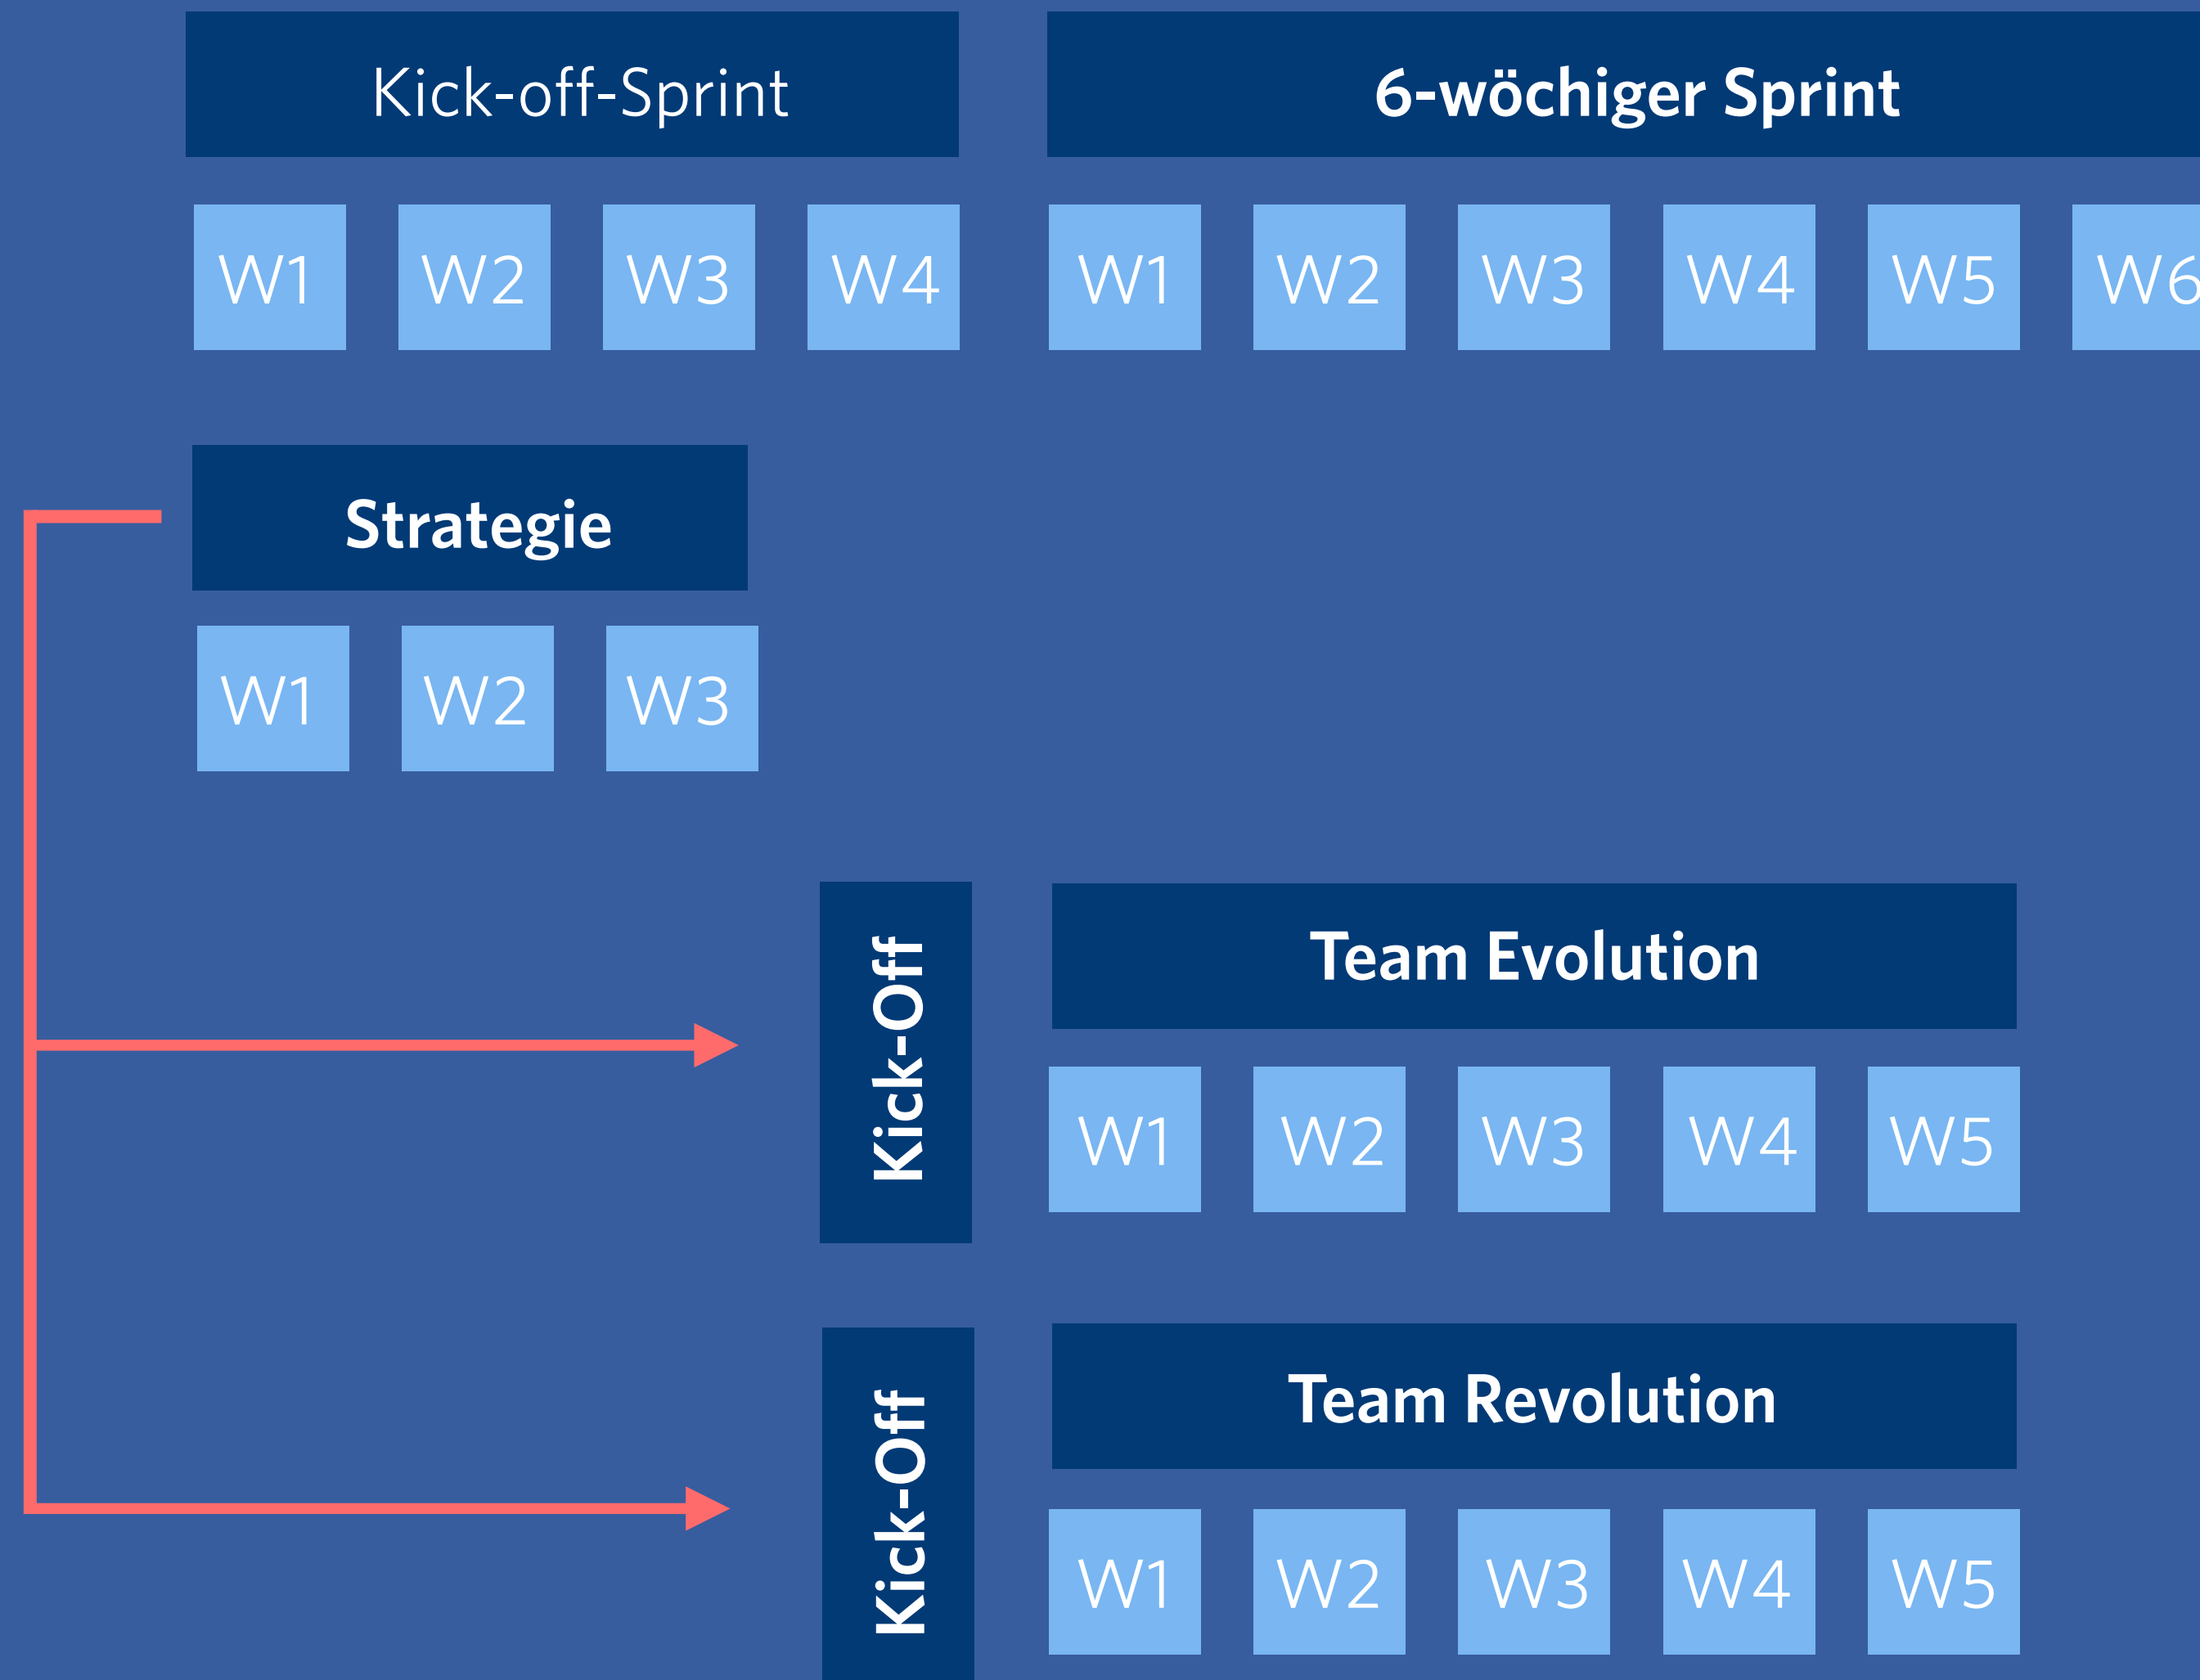 Kick-off-Sprint
6-wöchiger Sprint
W1 W2 W3 W4 W1 W2 W3 W4 W5 W6
Strategie
W1 W2 W3
Kick-Off
Team Evolution
W1 W2 W3 W4 W5
Kick-Off
Team Revolution
W1 W2 W3 W4 W5